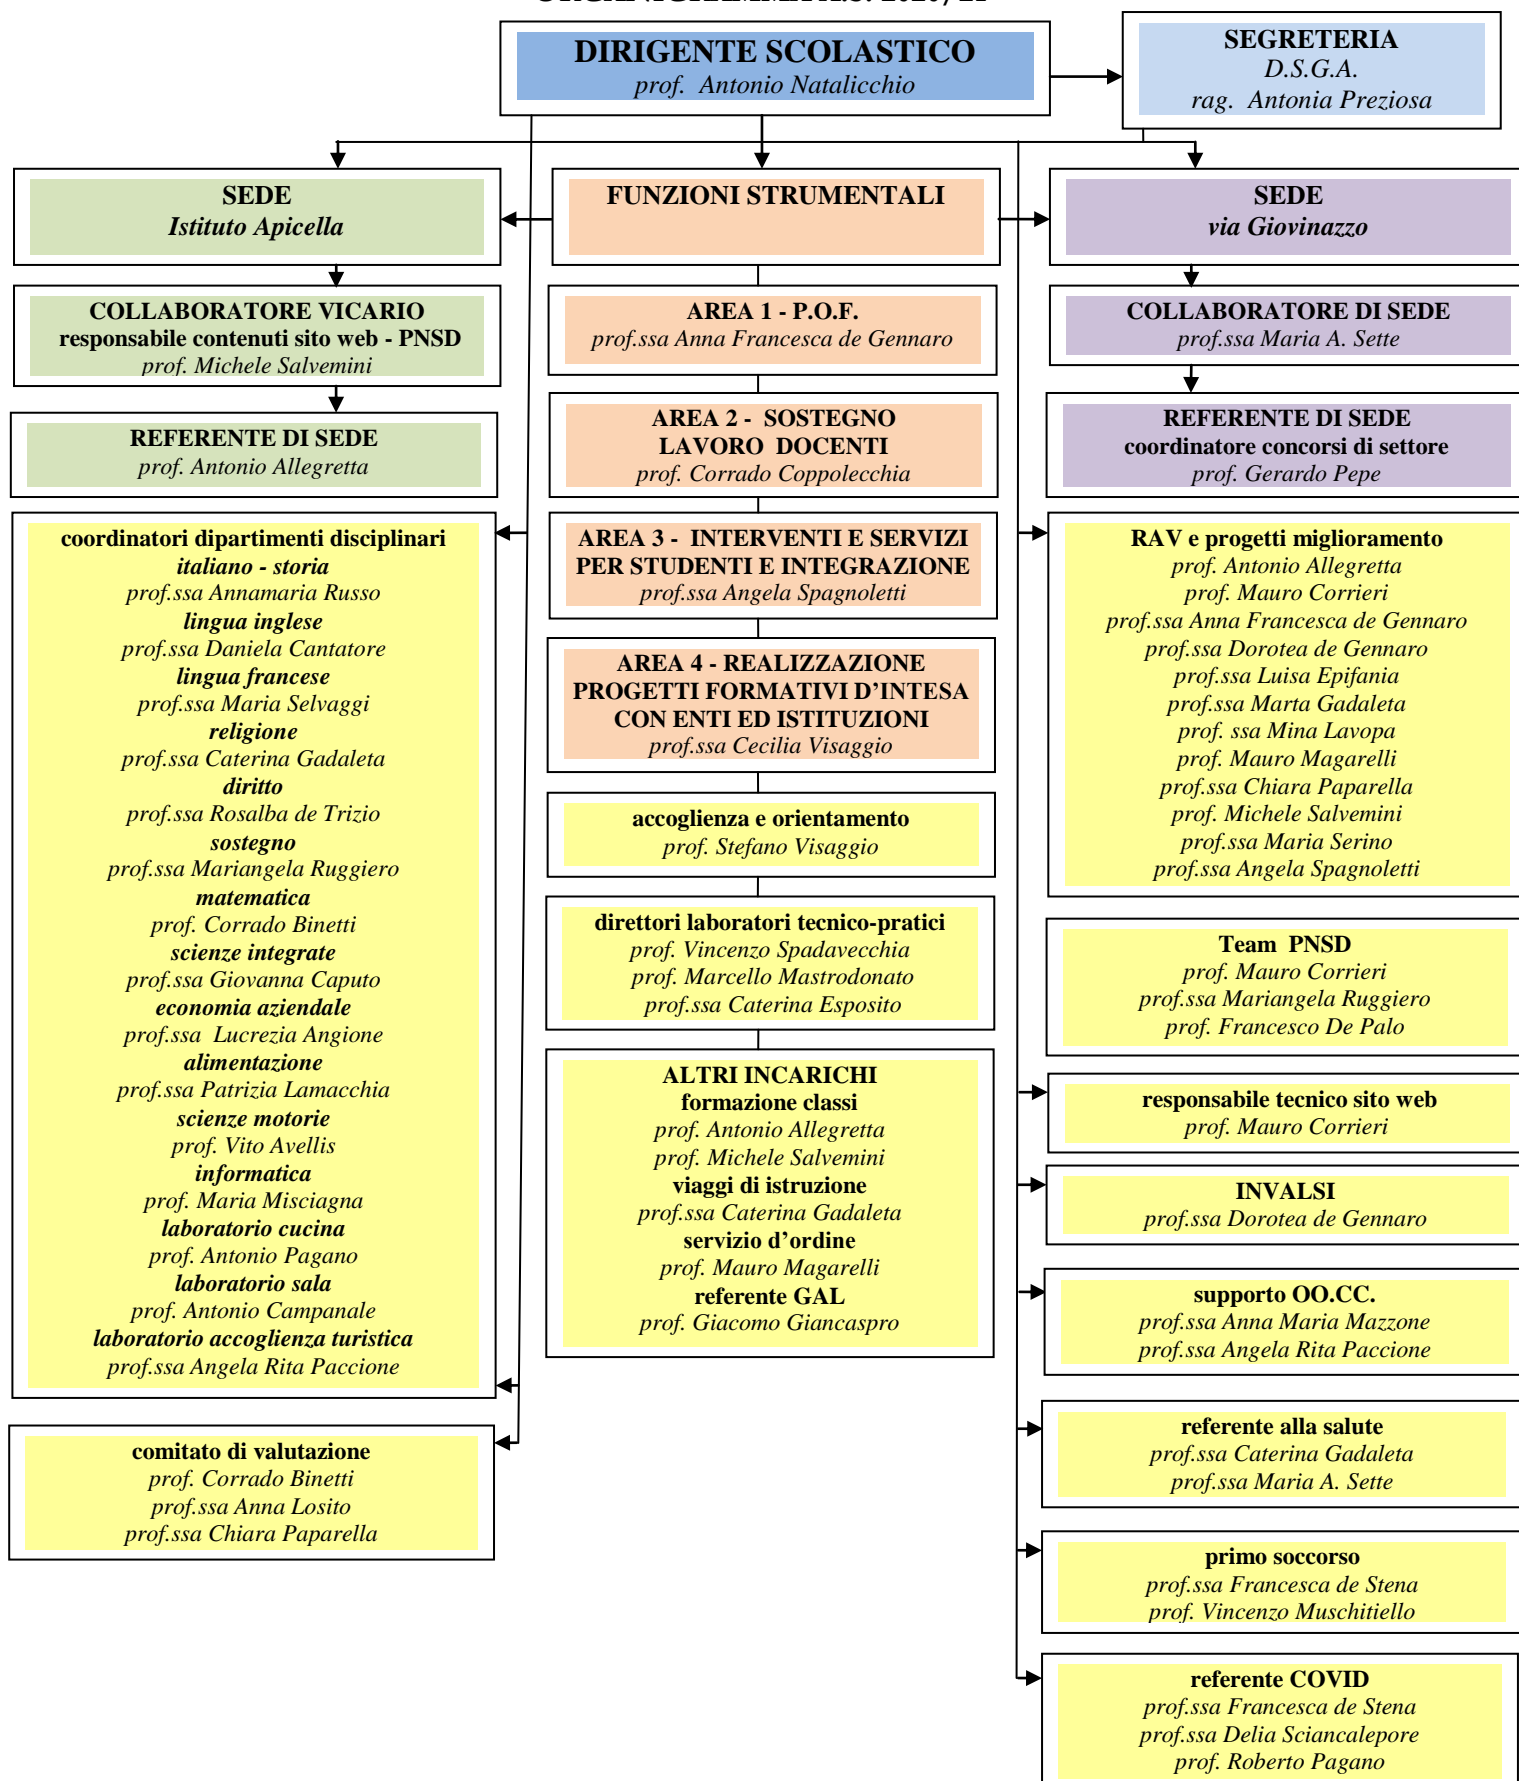 ORGANIGRAMMA A.S. 2020/21
DIRIGENTE SCOLASTICO
prof. Antonio Natalicchio
SEGRETERIA
D.S.G.A.
rag. Antonia Preziosa
SEDE
Istituto Apicella
FUNZIONI STRUMENTALI
SEDE
via Giovinazzo
COLLABORATORE VICARIO
responsabile contenuti sito web - PNSD
prof. Michele Salvemini
REFERENTE DI SEDE
prof. Antonio Allegretta
coordinatori dipartimenti disciplinari
italiano - storia
prof.ssa Annamaria Russo
lingua inglese
prof.ssa Daniela Cantatore
lingua francese
prof.ssa Maria Selvaggi
religione
prof.ssa Caterina Gadaleta
diritto
prof.ssa Rosalba de Trizio
sostegno
prof.ssa Mariangela Ruggiero
matematica
prof. Corrado Binetti
scienze integrate
prof.ssa Giovanna Caputo
economia aziendale
prof.ssa Lucrezia Angione
alimentazione
prof.ssa Patrizia Lamacchia
scienze motorie
prof. Vito Avellis
informatica
prof. Maria Misciagna
laboratorio cucina
prof. Antonio Pagano
laboratorio sala
prof. Antonio Campanale
laboratorio accoglienza turistica
prof.ssa Angela Rita Paccione
comitato di valutazione
prof. Corrado Binetti
prof.ssa Anna Losito
prof.ssa Chiara Paparella
AREA 1 - P.O.F.
prof.ssa Anna Francesca de Gennaro
AREA 2 - SOSTEGNO
LAVORO DOCENTI
prof. Corrado Coppolecchia
AREA 3 - INTERVENTI E SERVIZI
PER STUDENTI E INTEGRAZIONE
prof.ssa Angela Spagnoletti
AREA 4 - REALIZZAZIONE
PROGETTI FORMATIVI D'INTESA
CON ENTI ED ISTITUZIONI
prof.ssa Cecilia Visaggio
accoglienza e orientamento
prof. Stefano Visaggio
direttori laboratori tecnico-pratici
prof. Vincenzo Spadavecchia
prof. Marcello Mastrodonato
prof.ssa Caterina Esposito
ALTRI INCARICHI
formazione classi
prof. Antonio Allegretta
prof. Michele Salvemini
viaggi di istruzione
prof.ssa Caterina Gadaleta
servizio d'ordine
prof. Mauro Magarelli
referente GAL
prof. Giacomo Giancaspro
COLLABORATORE DI SEDE
prof.ssa Maria A. Sette
REFERENTE DI SEDE
coordinatore concorsi di settore
prof. Gerardo Pepe
RAV e progetti miglioramento
prof. Antonio Allegretta
prof. Mauro Corrieri
prof.ssa Anna Francesca de Gennaro
prof.ssa Dorotea de Gennaro
prof.ssa Luisa Epifania
prof.ssa Marta Gadaleta
prof. ssa Mina Lavopa
prof. Mauro Magarelli
prof.ssa Chiara Paparella
prof. Michele Salvemini
prof.ssa Maria Serino
prof.ssa Angela Spagnoletti
Team PNSD
prof. Mauro Corrieri
prof.ssa Mariangela Ruggiero
prof. Francesco De Palo
responsabile tecnico sito web
prof. Mauro Corrieri
INVALSI
prof.ssa Dorotea de Gennaro
supporto OO.CC.
prof.ssa Anna Maria Mazzone
prof.ssa Angela Rita Paccione
referente alla salute
prof.ssa Caterina Gadaleta
prof.ssa Maria A. Sette
primo soccorso
prof.ssa Francesca de Stena
prof. Vincenzo Muschitiello
referente COVID
prof.ssa Francesca de Stena
prof.ssa Delia Sciancalepore
prof. Roberto Pagano